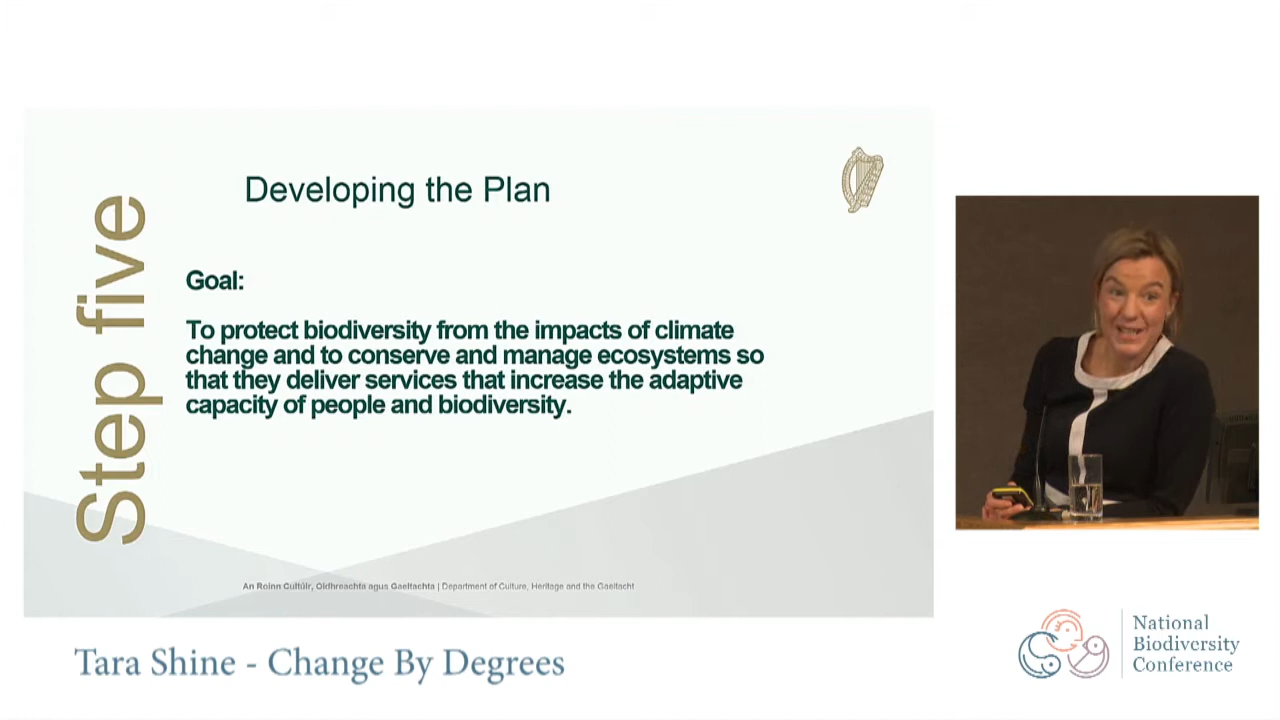 Step five
Developing the Plan
Goal:
To protect biodiversity from the impacts of climate
change and to conserve and manage ecosystems so
that they deliver services that increase the adaptive
capacity of people and biodiversity.
An Roinn Cultúir, Oidhreachta agus Gaeltachta | Department of Culture, Heritage and the Gaeltacht
Tara Shine - Change By Degrees
National
Biodiversity
Conference